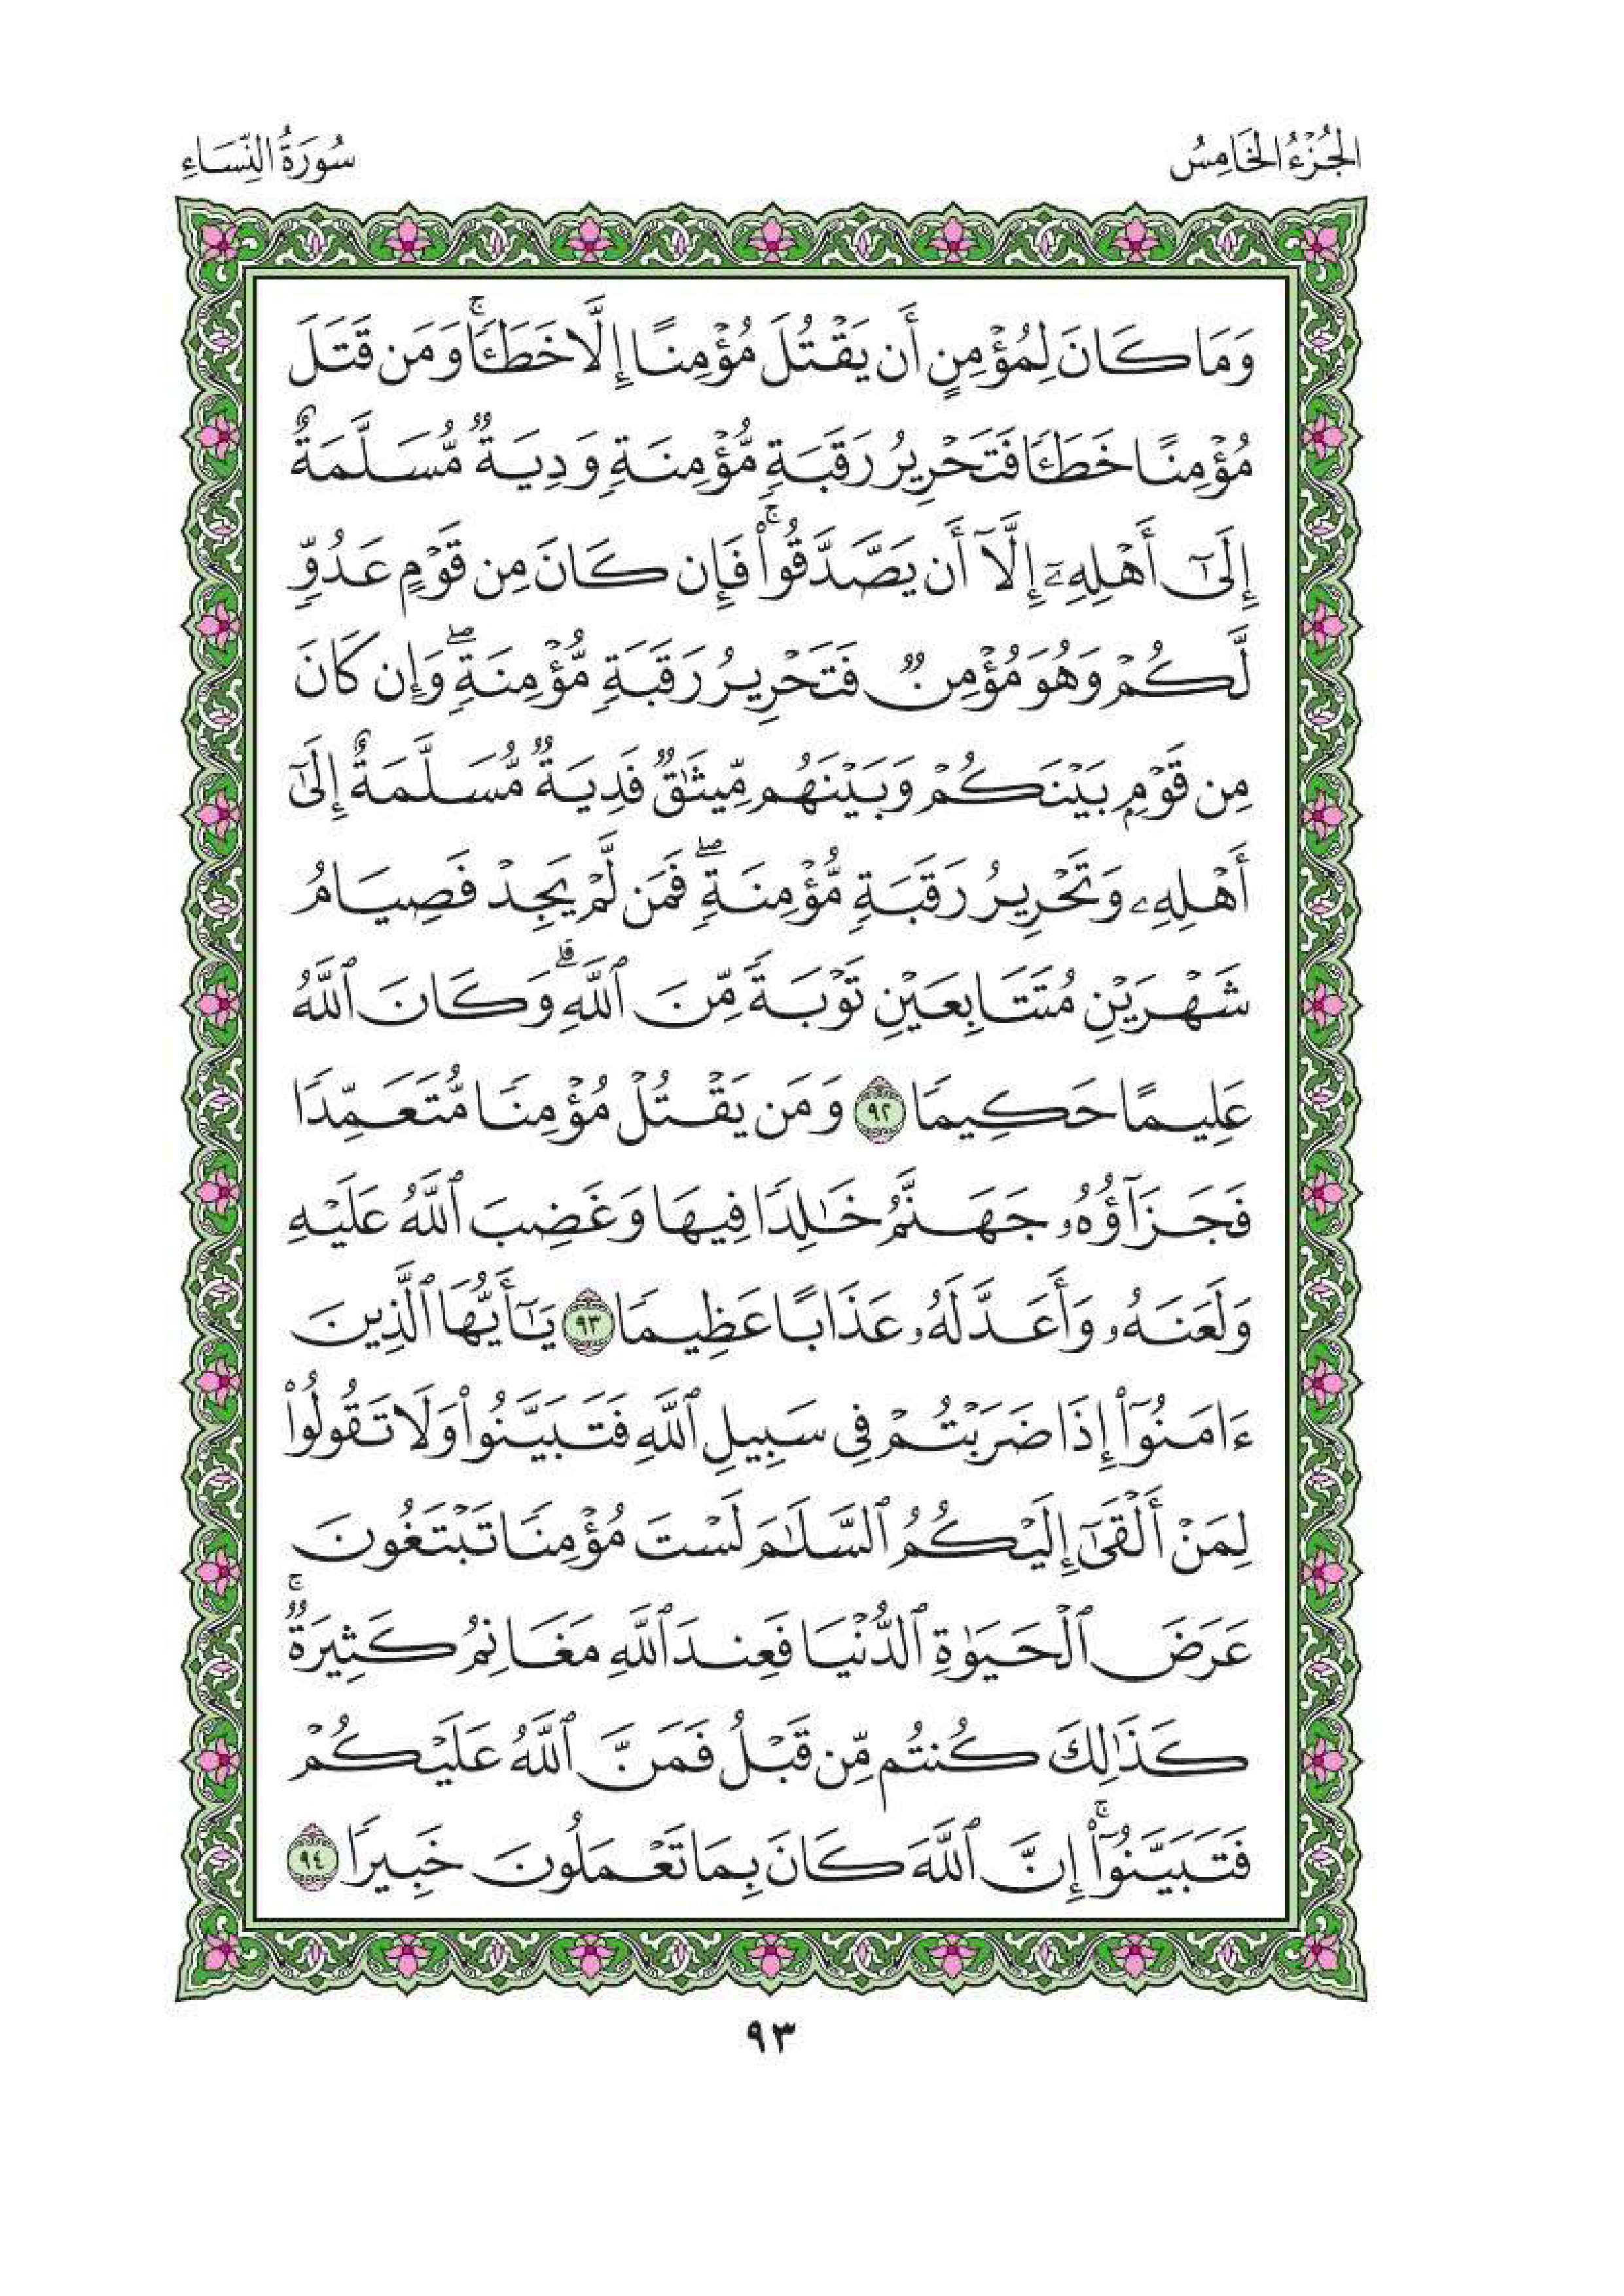 الجُزْءُ الخَامِسُ
سُورَةُ النِّسَاءِ
وَمَا كَانَ لِمُؤْمِنٍ أَن يَقْتُلَ مُؤْمِنًا إِلَّا خَطَـًٔا ۚ وَمَن قَتَلَ
مُؤْمِنًا خَطَـًٔا فَتَحْرِيرُ رَقَبَةٍ مُّؤْمِنَةٍ وَدِيَةٌ مُّسَلَّمَةٌ
إِلَىٰٓ أَهْلِهِۦٓ إِلَّآ أَن يَصَّدَّقُوا۟ ۚ فَإِن كَانَ مِن قَوْمٍ عَدُوٍّ
لَّكُمْ وَهُوَ مُؤْمِنٌ فَتَحْرِيرُ رَقَبَةٍ مُّؤْمِنَةٍ ۖ وَإِن كَانَ
مِن قَوْمٍۭ بَيْنَكُمْ وَبَيْنَهُم مِّيثَـٰقٌ فَدِيَةٌ مُّسَلَّمَةٌ إِلَىٰٓ
أَهْلِهِۦ وَتَحْرِيرُ رَقَبَةٍ مُّؤْمِنَةٍ ۖ فَمَن لَّمْ يَجِدْ فَصِيَامُ
شَهْرَيْنِ مُتَتَابِعَيْنِ تَوْبَةً مِّنَ ٱللَّهِ ۗ وَكَانَ ٱللَّهُ
عَلِيمًا حَكِيمًا ٩٢ وَمَن يَقْتُلْ مُؤْمِنًا مُّتَعَمِّدًا
فَجَزَآؤُهُۥ جَهَنَّمُ خَـٰلِدًا فِيهَا وَغَضِبَ ٱللَّهُ عَلَيْهِ
وَلَعَنَهُۥ وَأَعَدَّ لَهُۥ عَذَابًا عَظِيمًا ٩٣ يَـٰٓأَيُّهَا ٱلَّذِينَ
ءَامَنُوٓا۟ إِذَا ضَرَبْتُمْ فِى سَبِيلِ ٱللَّهِ فَتَبَيَّنُوا۟ وَلَا تَقُولُوا۟
لِمَنْ أَلْقَىٰٓ إِلَيْكُمُ ٱلسَّلَـٰمَ لَسْتَ مُؤْمِنًا تَبْتَغُونَ
عَرَضَ ٱلْحَيَوٰةِ ٱلدُّنْيَا فَعِندَ ٱللَّهِ مَغَانِمُ كَثِيرَةٌ ۚ
كَذَٰلِكَ كُنتُم مِّن قَبْلُ فَمَنَّ ٱللَّهُ عَلَيْكُمْ
فَتَبَيَّنُوٓا۟ ۚ إِنَّ ٱللَّهَ كَانَ بِمَا تَعْمَلُونَ خَبِيرًا ٩٤
٩٣